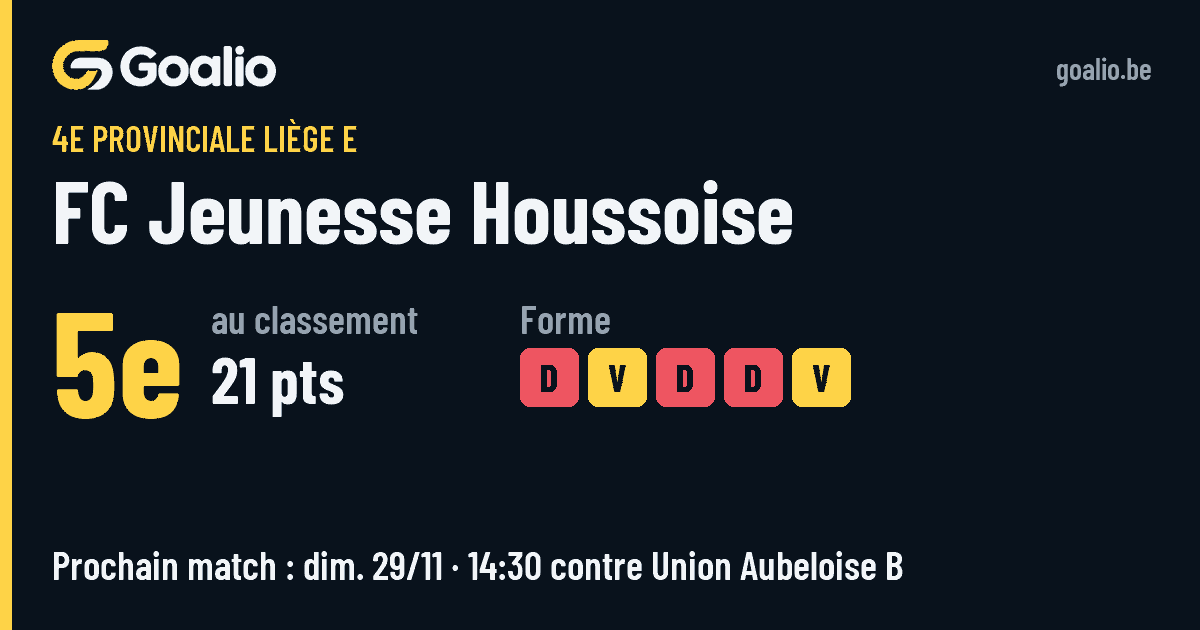 Goalio
goalio.be
4E PROVINCIALE LIÈGE E
FC Jeunesse Houssoise
5e
au classement
21 pts
Forme
D V D D V
Prochain match : dim. 29/11 · 14:30 contre Union Aubeloise B